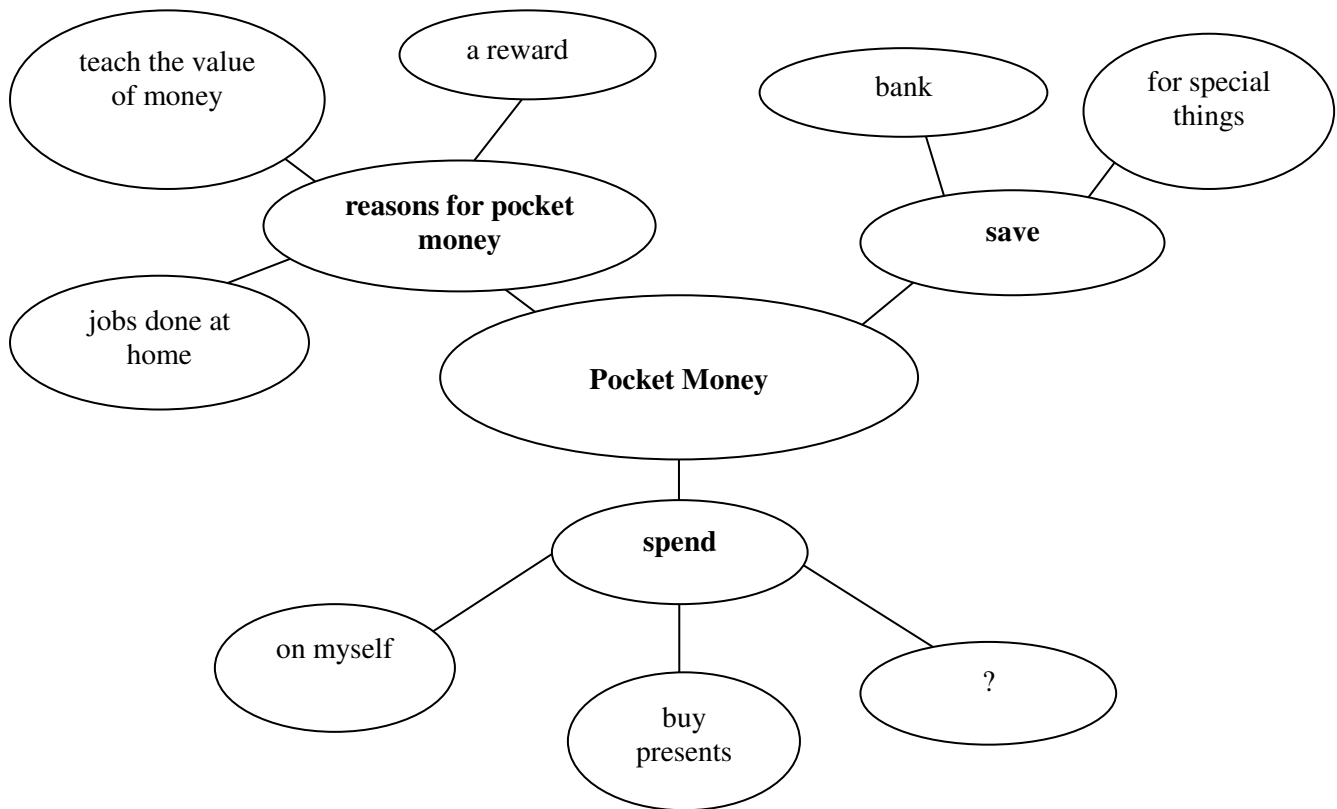 teach the value
of money
a reward
bank
for special
things
reasons for pocket
money
save
jobs done at
home
Pocket Money
spend
on myself
buy
presents
?